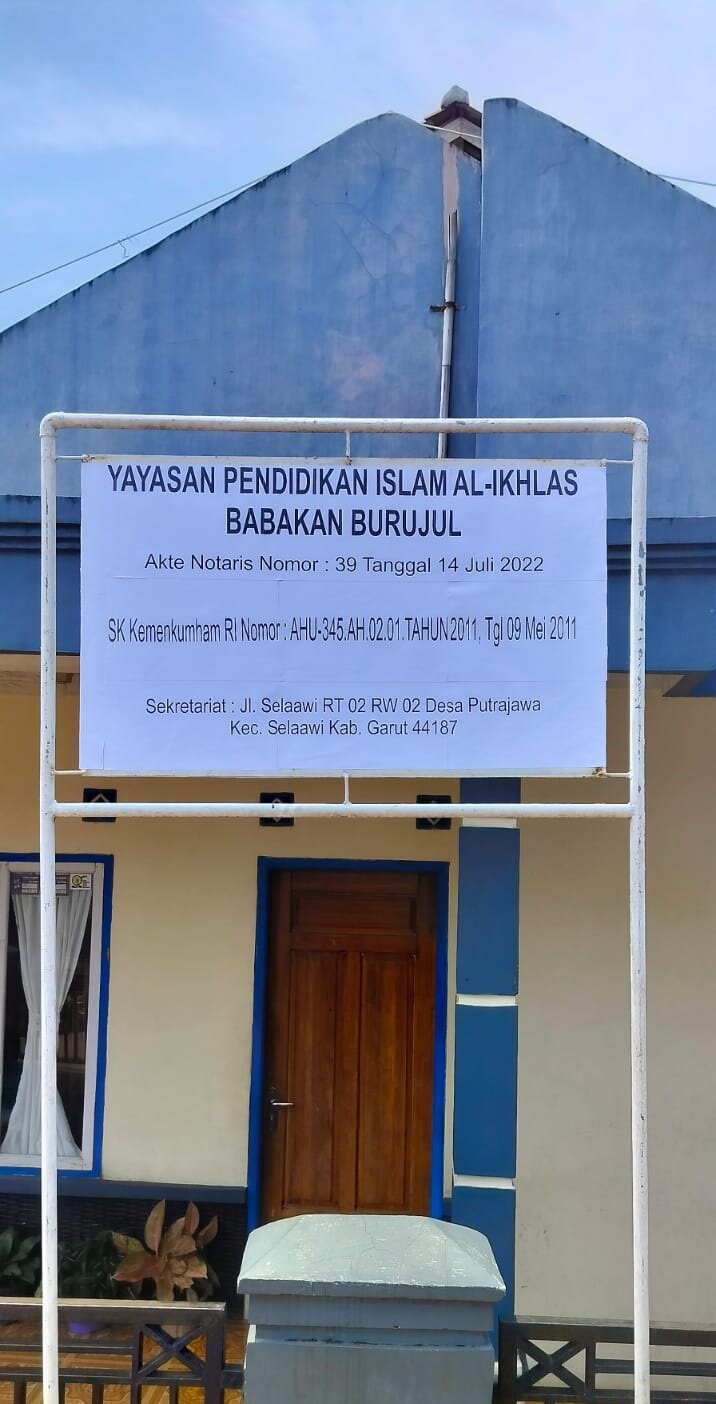 YAYASAN PENDIDIKAN ISLAM AL-IKHLAS
BABAKAN BURUJUL
Akte Notaris Nomor : 39 Tanggal 14 Juli 2022
SK Kemenkumham RI Nomor : AHU-345.AH.02.01.TAHUN2011, Tgl 09 Mei 2011
Sekretariat : Jl. Selaawi RT 02 RW 02 Desa Putrajawa
Kec. Selaawi Kab. Garut 44187